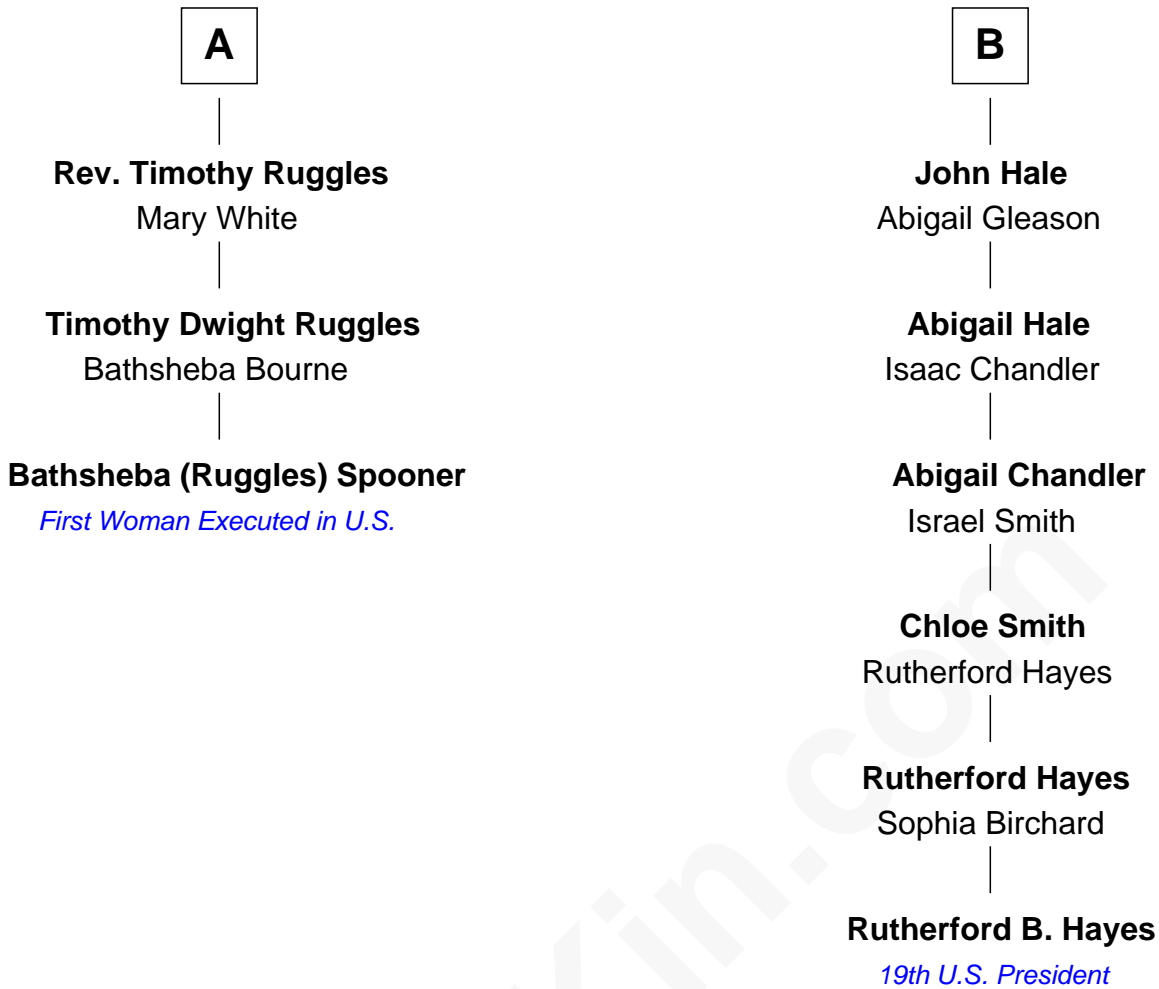 A
Rev. Timothy Ruggles
Mary White
Timothy Dwight Ruggles
Bathsheba Bourne
Bathsheba (Ruggles) Spooner
First Woman Executed in U.S.
B
John Hale
Abigail Gleason
Abigail Hale
Isaac Chandler
Abigail Chandler
Israel Smith
Chloe Smith
Rutherford Hayes
Rutherford Hayes
Sophia Birchard
Rutherford B. Hayes
19th U.S. President
Kin.com